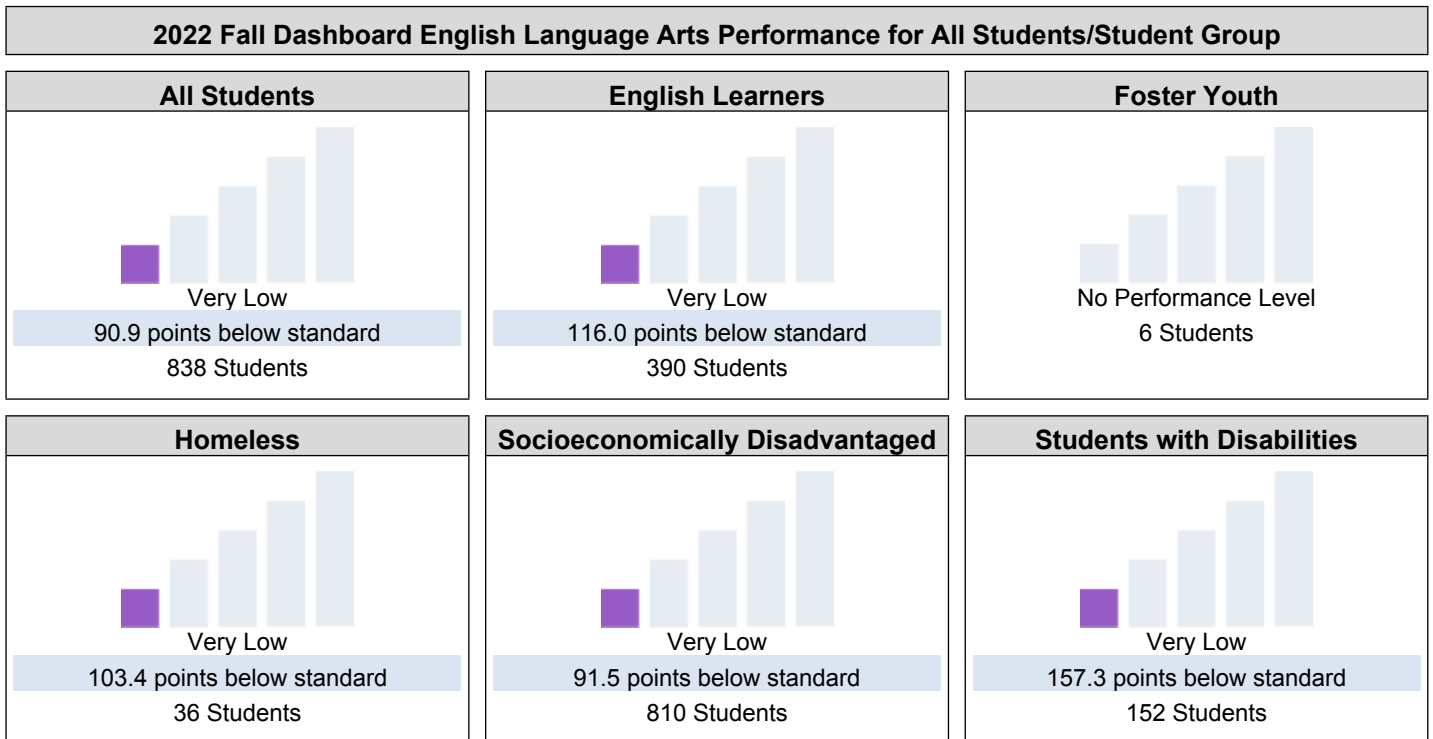 2022 Fall Dashboard English Language Arts Performance for All Students/Student Group
All Students
Very Low
90.9 points below standard
838 Students
English Learners
Very Low
116.0 points below standard
390 Students
Foster Youth
No Performance Level
6 Students
Homeless
Very Low
103.4 points below standard
36 Students
Socioeconomically Disadvantaged
Very Low
91.5 points below standard
810 Students
Students with Disabilities
Very Low
157.3 points below standard
152 Students